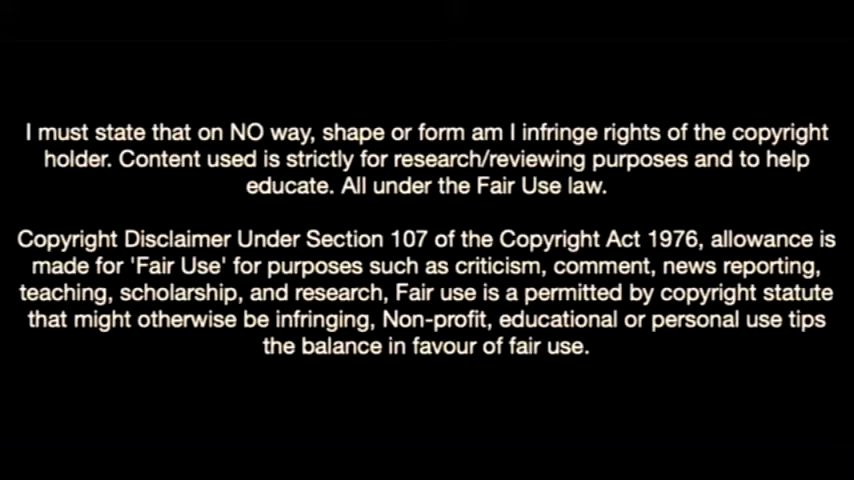 I must state that on NO way, shape or form am I infringe rights of the copyright
holder. Content used is strictly for research/reviewing purposes and to help
educate. All under the Fair Use law.
Copyright Disclaimer Under Section 107 of the Copyright Act 1976, allowance is
made for 'Fair Use' for purposes such as criticism, comment, news reporting,
teaching, scholarship, and research, Fair use is a permitted by copyright statute
that might otherwise be infringing, Non-profit, educational or personal use tips
the balance in favour of fair use.